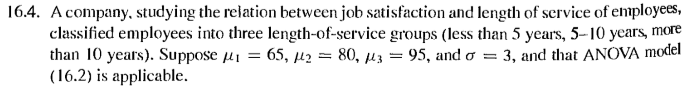 16.4. A company, studying the relation between job satisfaction and length of service of employees,
classified employees into three length-of-service groups (less than 5 years, 5–10 years, more
than 10 years). Suppose μ₁ = 65, μ₂ = 80, μ₃ = 95, and σ = 3, and that ANOVA model
(16.2) is applicable.